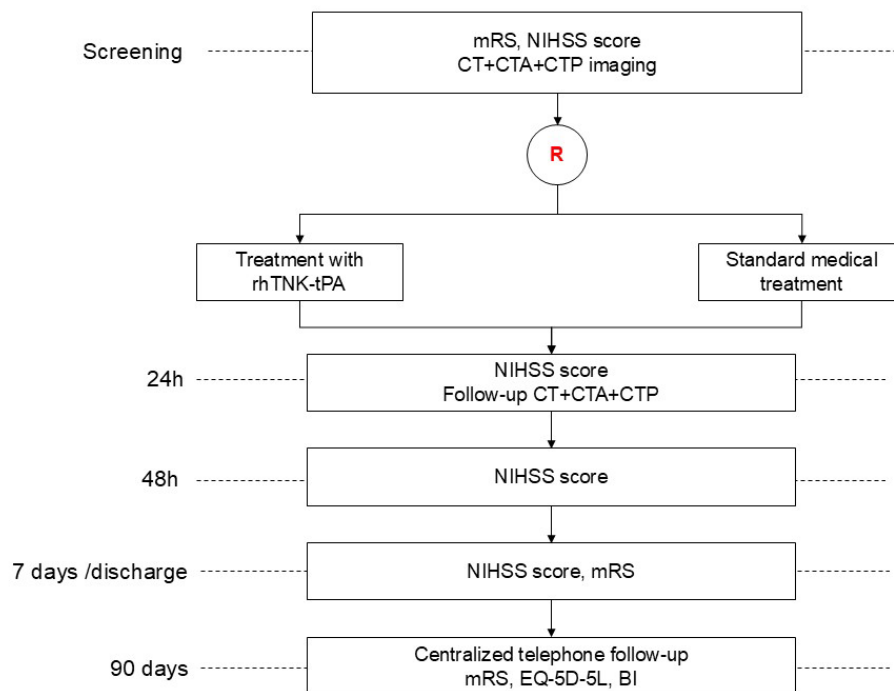 Screening
mRS, NIHSS score
CT+CTA+CTP imaging
R
Treatment with
rhTNK-tPA
Standard medical
treatment
24h
NIHSS score
Follow-up CT+CTA+CTP
48h
NIHSS score
7 days /discharge
NIHSS score, mRS
90 days
Centralized telephone follow-up
mRS, EQ-5D-5L, BI